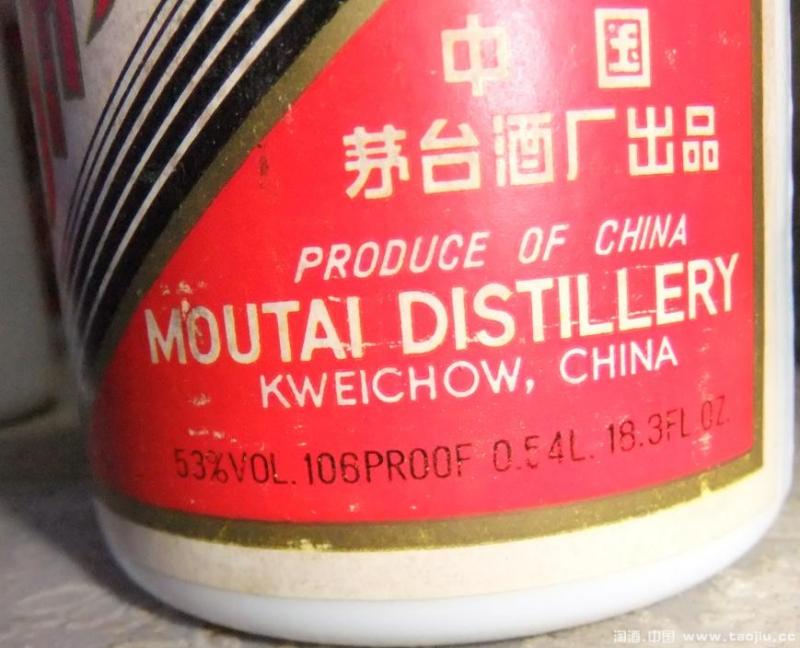 中国
茅台酒厂出品
PRODUCE OF CHINA
MOUTAI DISTILLERY
KWEICHOW, CHINA
53%VOL. 106PROOF 0.54L. 18.3FL.OZ.
淘酒.中国 www.taojiu.cc